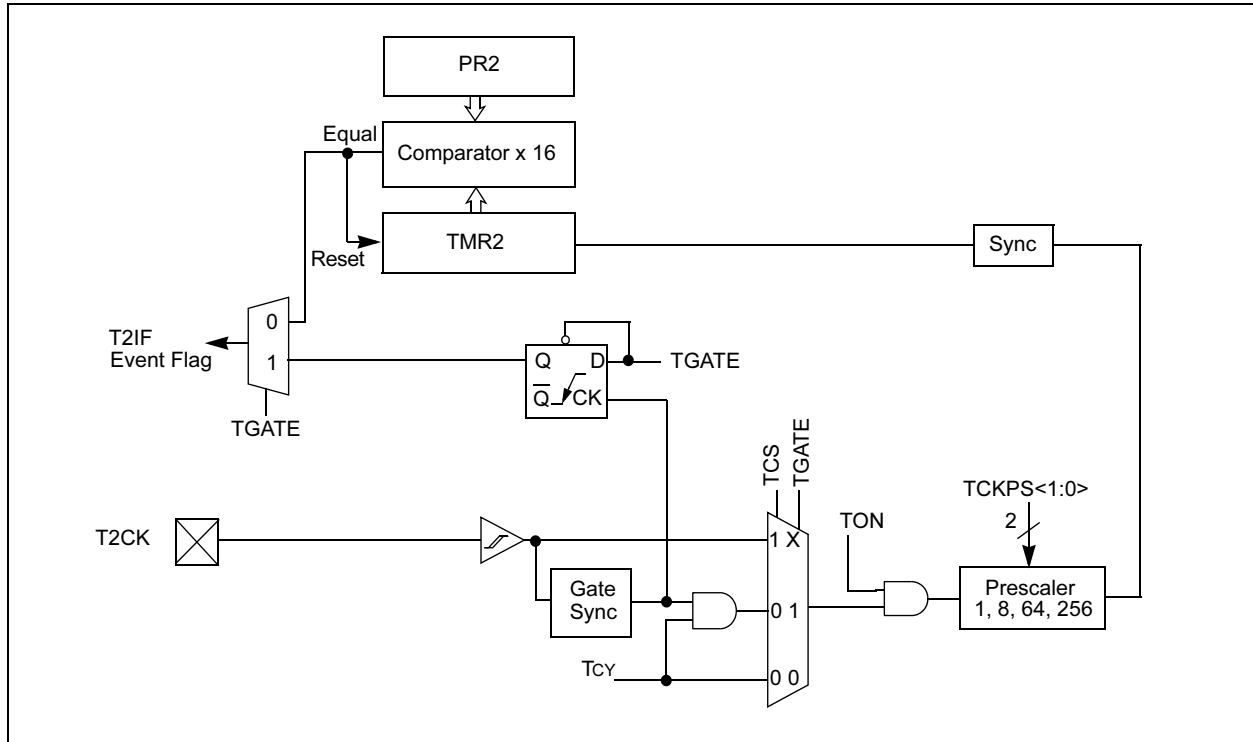 PR2
Equal
Comparator x 16
TMR2
Reset
Sync
0
T2IF
Event Flag
1
Q
D
TGATE
Q̅
CK
TGATE
TCS
TGATE
TCKPS<1:0>
2
TON
T2CK
1 X
Gate
Sync
0 1
Prescaler
1, 8, 64, 256
TCY
0 0